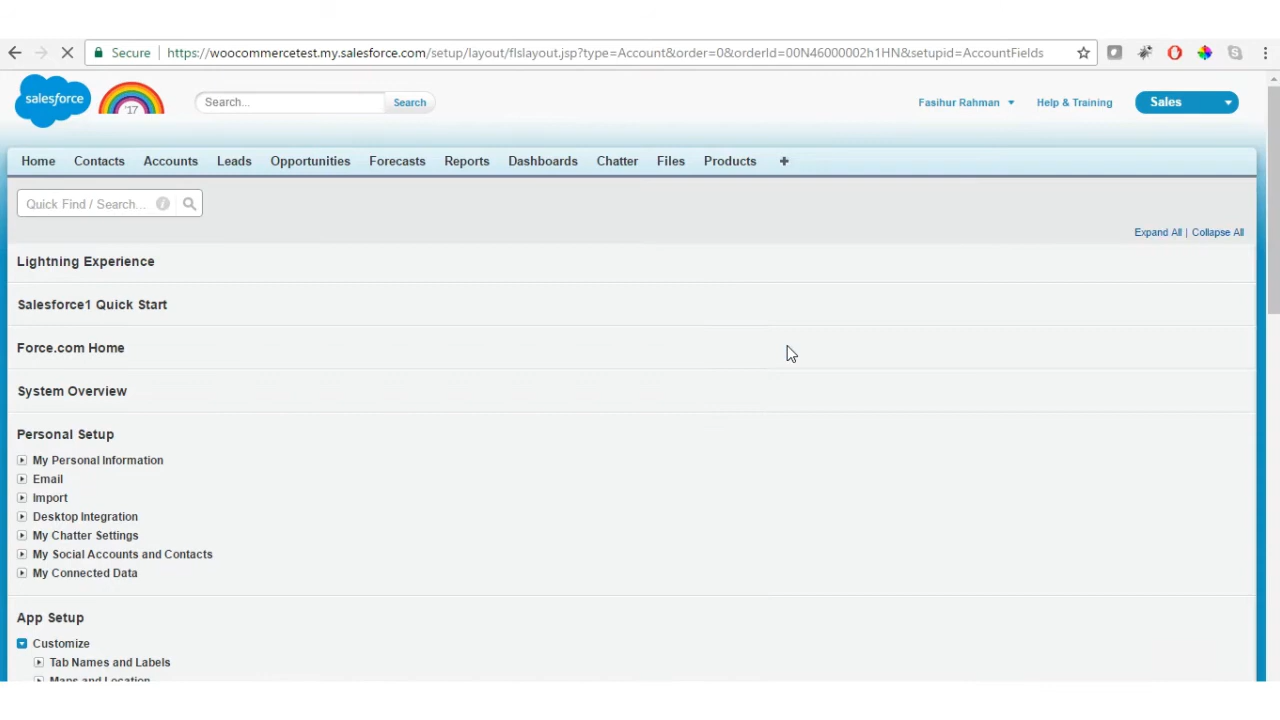 Secure https://woocommercetest.my.salesforce.com/setup/layout/flslayout.jsp?type=Account&order=0&orderId=00N46000002h1HN&setupid=AccountFields
salesforce '17 Search... Search Fasihur Rahman Help & Training Sales
Home Contacts Accounts Leads Opportunities Forecasts Reports Dashboards Chatter Files Products +
Quick Find / Search...
Expand All | Collapse All
Lightning Experience
Salesforce1 Quick Start
Force.com Home
System Overview
Personal Setup
My Personal Information
Email
Import
Desktop Integration
My Chatter Settings
My Social Accounts and Contacts
My Connected Data
App Setup
Customize
Tab Names and Labels
Maps and Location